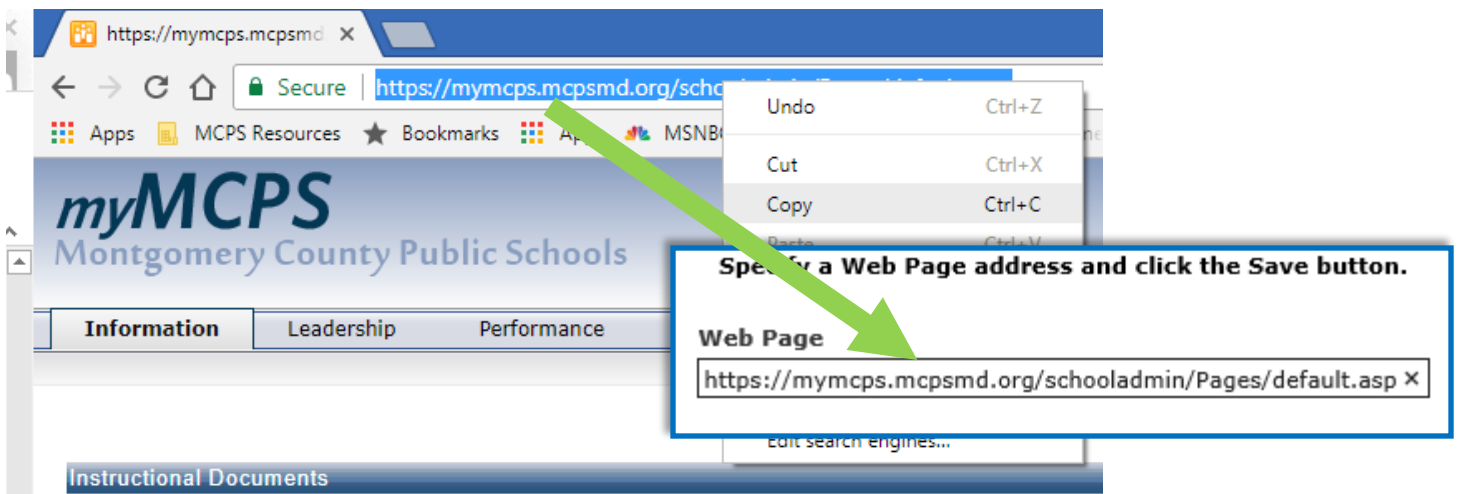 https://mymcps.mcpsmd
Secure https://mymcps.mcpsmd.org/scho
Apps MCPS Resources Bookmarks MSNB
Undo Ctrl+Z
Cut Ctrl+X
Copy Ctrl+C
Paste Ctrl+V
myMCPS
Montgomery County Public Schools
Information Leadership Performance
Specify a Web Page address and click the Save button.
Web Page
https://mymcps.mcpsmd.org/schooladmin/Pages/default.asp ×
Edit search engines...
Instructional Documents